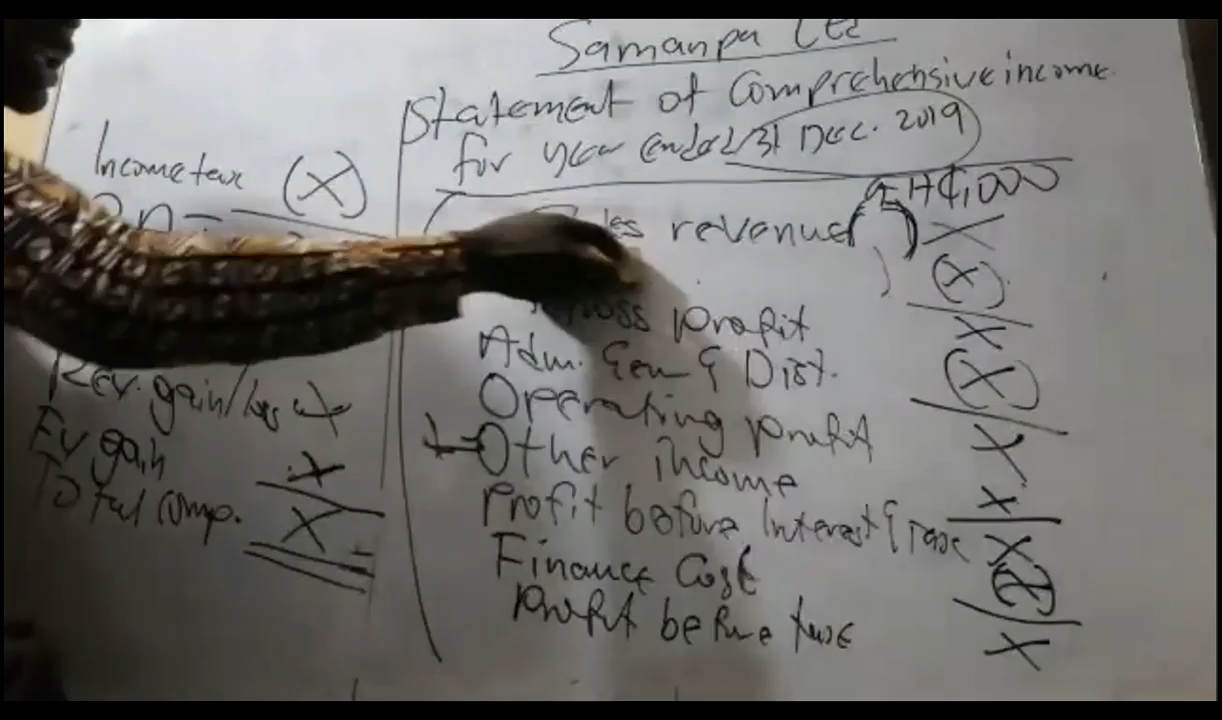 Samanpa Ltd
Statement of Comprehensive income
for year ended 31 Dec. 2019
GH₵,000
revenue X
(X)
Gross profit X
Adm. Gen & Dist. (X)
Operating profit X
+ Other income X
Profit before Interest & Tax X
Finance Cost (X)
Profit before tax X
Income tax (X)
Rev. gain/loss X
Ev gain X
Total comp. X